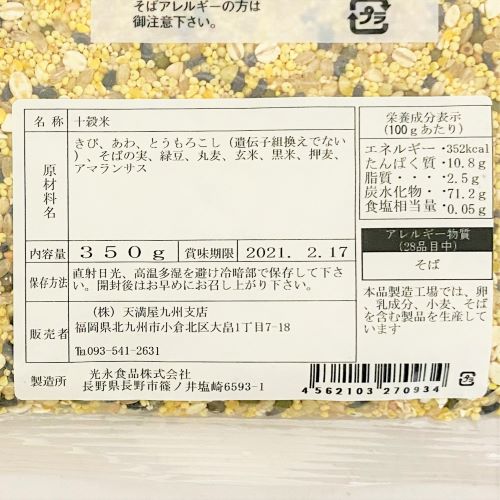 そばアレルギーの方は
御注意下さい。
プラ
名 称 十穀米
原材料名 きび、あわ、とうもろこし(遺伝子組換えでない
)、そばの実、緑豆、丸麦、玄米、黒米、押麦、
アマランサス
内容量 350g 賞味期限 2021. 2.17
保存方法 直射日光、高温多湿を避け冷暗部で保存して下さ
い。開封後はお早めにお召し上がり下さい。
販売者 (株)天満屋九州支店
福岡県北九州市小倉北区大畠1丁目7-18
℡093-541-2631
製造所 光永食品株式会社
長野県長野市篠ノ井塩崎6593-1
栄養成分表示
(100gあたり)
エネルギー・352kcal
たんぱく質・10.8g
脂質・・・・2.5g
炭水化物・・71.2g
食塩相当量・0.05g
アレルギー物質
(28品目中)
そば
本品製造工場では、卵
、乳成分、小麦、そば
を含む製品を生産して
います
4562103270934